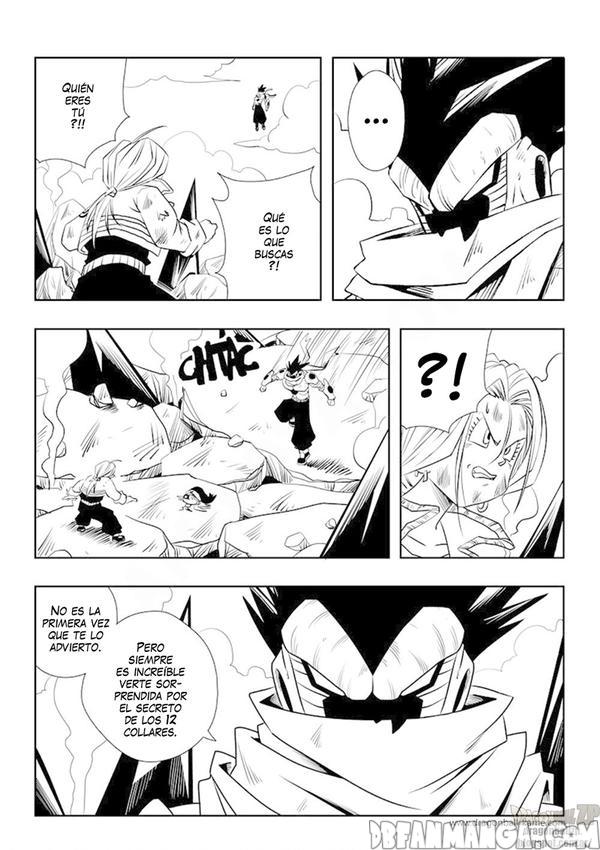 QUIÉN
ERES
TÚ
?!!
QUÉ
ES LO
QUE
BUSCAS
?!
...
CHTAC
?!
NO ES LA
PRIMERA VEZ
QUE TE LO
ADVIERTO.
PERO
SIEMPRE
ES INCREÍBLE
VERTE SOR-
PRENDIDA POR
EL SECRETO
DE LOS 12
COLLARES.
DBFANMANGA